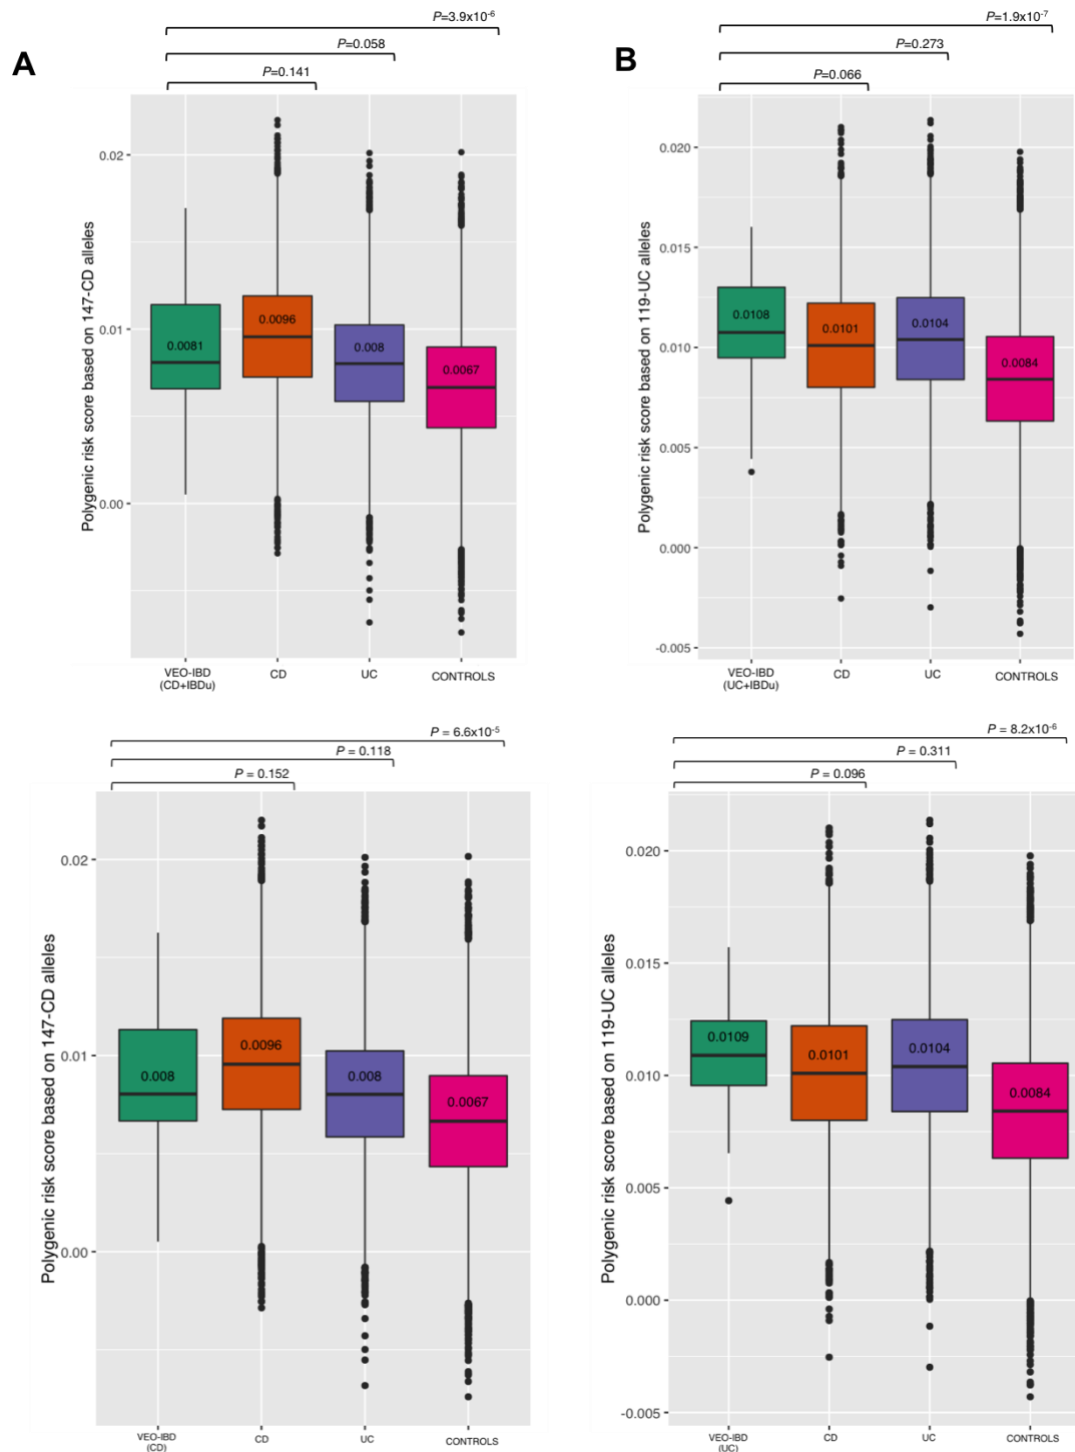 A
P=3.9x10-6
P=0.058
P=0.141
Polygenic risk score based on 147-CD alleles
0.02
0.01
0.00
0.0081
0.0096
0.008
0.0067
VEO-IBD
(CD+IBDu)
CD
UC
CONTROLS
B
P=1.9x10-7
P=0.273
P=0.066
Polygenic risk score based on 119-UC alleles
0.020
0.015
0.010
0.005
0.000
-0.005
0.0108
0.0101
0.0104
0.0084
VEO-IBD
(UC+IBDu)
CD
UC
CONTROLS
P = 6.6x10-5
P = 0.118
P = 0.152
Polygenic risk score based on 147-CD alleles
0.02
0.01
0.00
0.008
0.0096
0.008
0.0067
VEO-IBD
(CD)
CD
UC
CONTROLS
P = 8.2x10-6
P = 0.311
P = 0.096
Polygenic risk score based on 119-UC alleles
0.020
0.015
0.010
0.005
0.000
-0.005
0.0109
0.0101
0.0104
0.0084
VEO-IBD
(UC)
CD
UC
CONTROLS